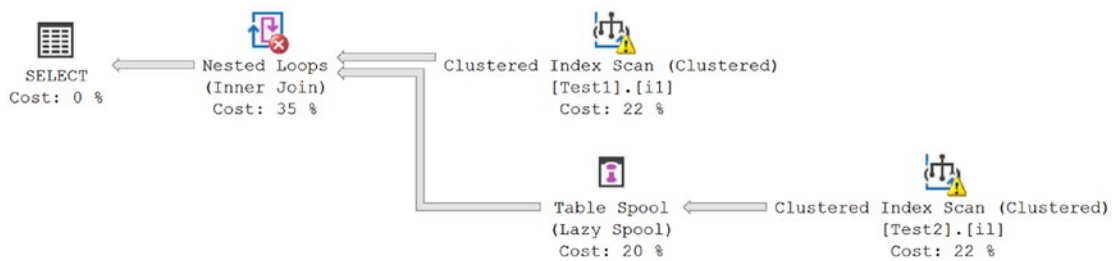 SELECT
Cost: 0 %
Nested Loops
(Inner Join)
Cost: 35 %
Clustered Index Scan (Clustered)
[Test1].[i1]
Cost: 22 %
Table Spool
(Lazy Spool)
Cost: 20 %
Clustered Index Scan (Clustered)
[Test2].[il]
Cost: 22 %